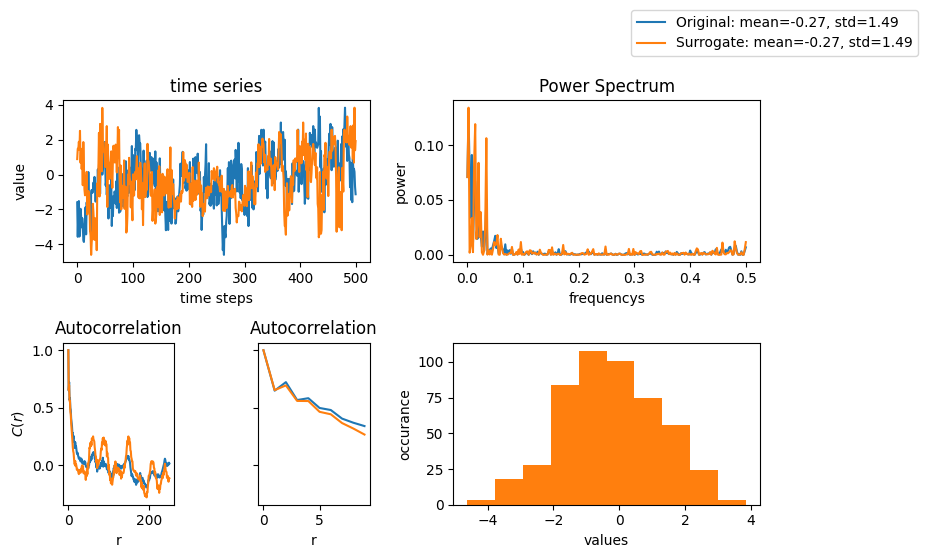 Original: mean=-0.27, std=1.49
Surrogate: mean=-0.27, std=1.49
time series
Power Spectrum
4
2
0
−2
−4
value
0
100
200
300
400
500
time steps
0.10
0.05
0.00
power
0.0
0.1
0.2
0.3
0.4
0.5
frequencys
Autocorrelation
Autocorrelation
1.0
0.5
0.0
C(r)
0
200
r
0
5
r
100
75
50
25
0
occurance
−4
−2
0
2
4
values